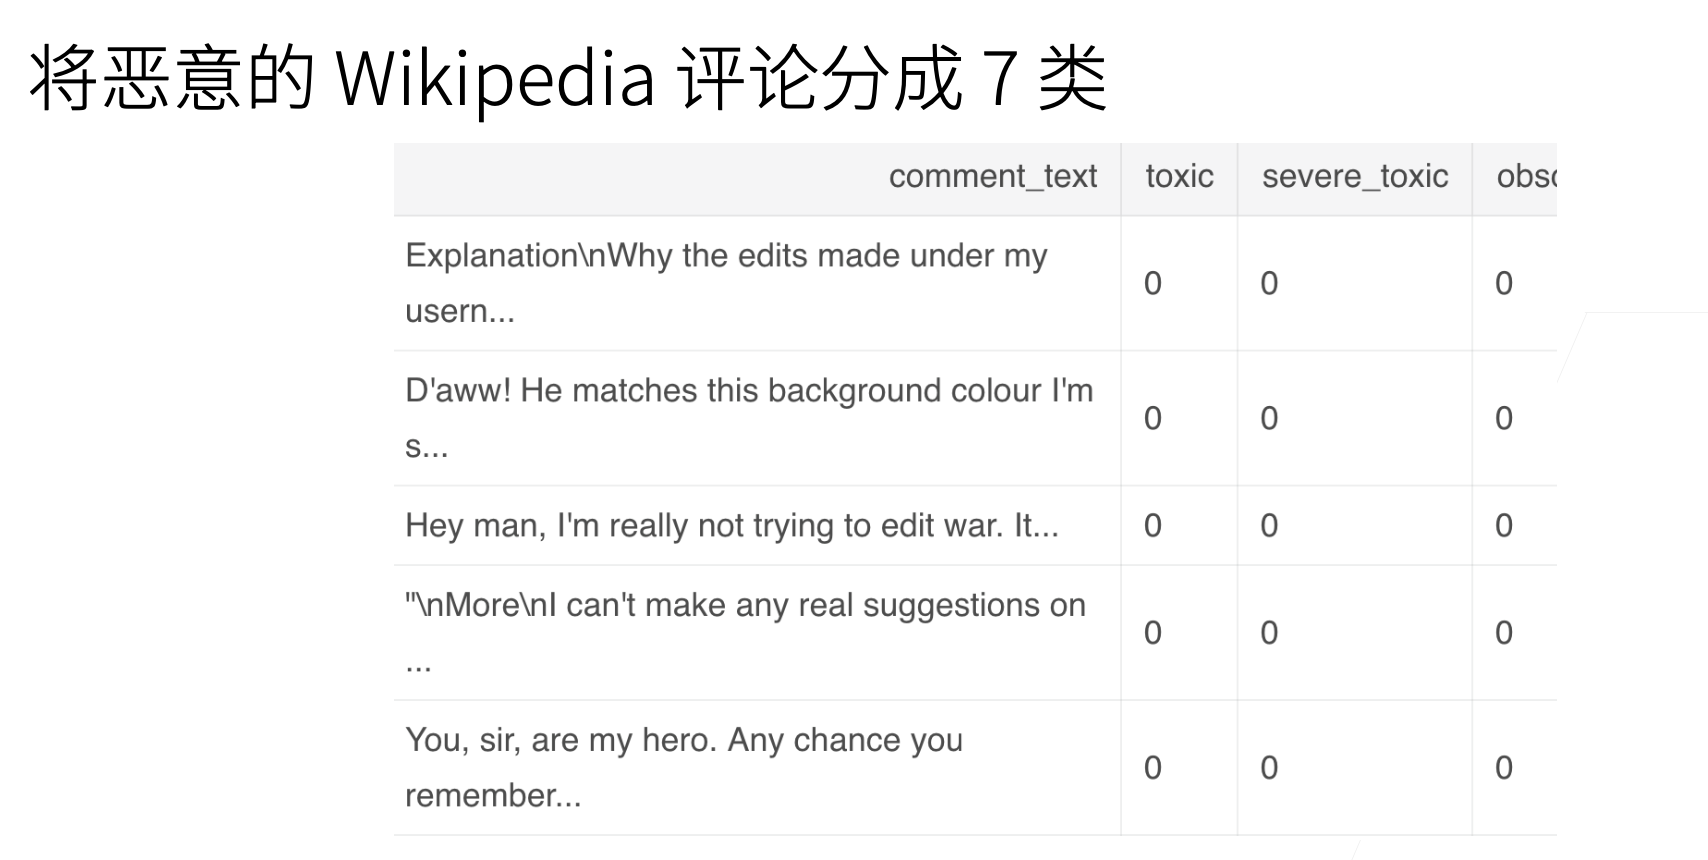 将恶意的 Wikipedia 评论分成 7 类
comment_text toxic severe_toxic obsc
Explanation\nWhy the edits made under my
usern...
0 0 0
D'aww! He matches this background colour I'm
s...
0 0 0
Hey man, I'm really not trying to edit war. It... 0 0 0
"\nMore\nI can't make any real suggestions on
...
0 0 0
You, sir, are my hero. Any chance you
remember...
0 0 0